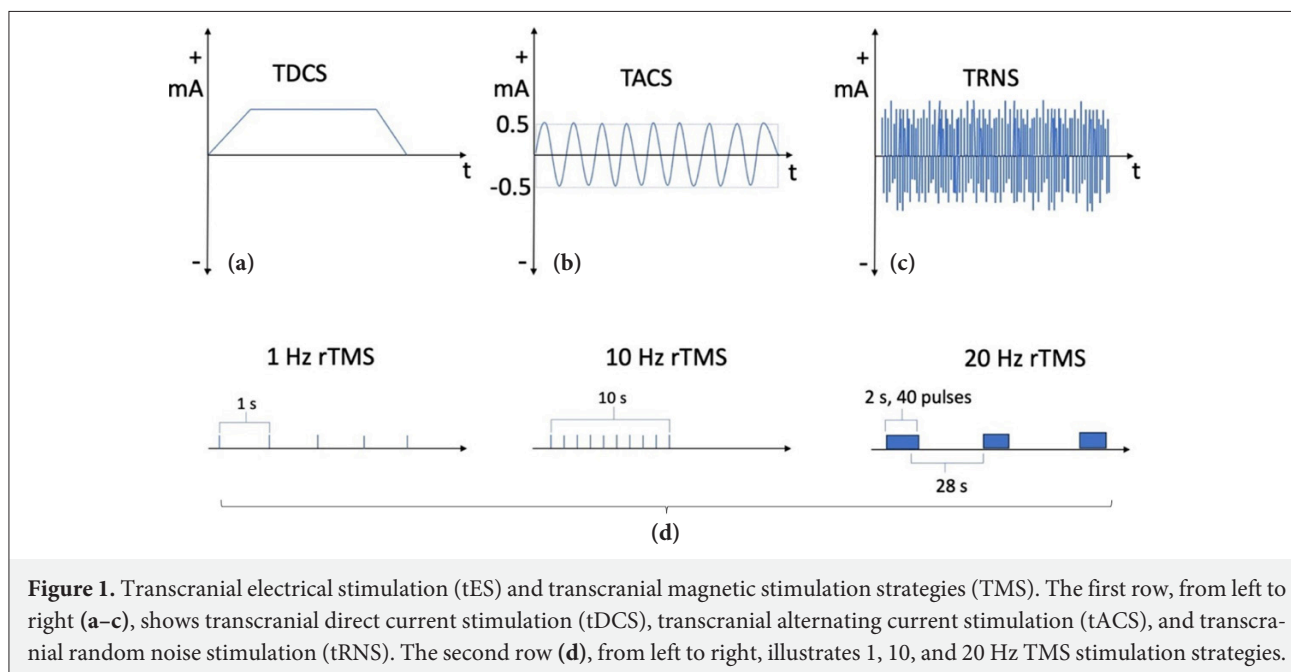 +
mA
TDCS
t
-
(a)
+
mA
TACS
0.5
-0.5
t
-
(b)
+
mA
TRNS
t
-
(c)
1 Hz rTMS
1 s
10 Hz rTMS
10 s
20 Hz rTMS
2 s, 40 pulses
28 s
(d)
Figure 1. Transcranial electrical stimulation (tES) and transcranial magnetic stimulation strategies (TMS). The first row, from left to
right (a–c), shows transcranial direct current stimulation (tDCS), transcranial alternating current stimulation (tACS), and transcra-
nial random noise stimulation (tRNS). The second row (d), from left to right, illustrates 1, 10, and 20 Hz TMS stimulation strategies.